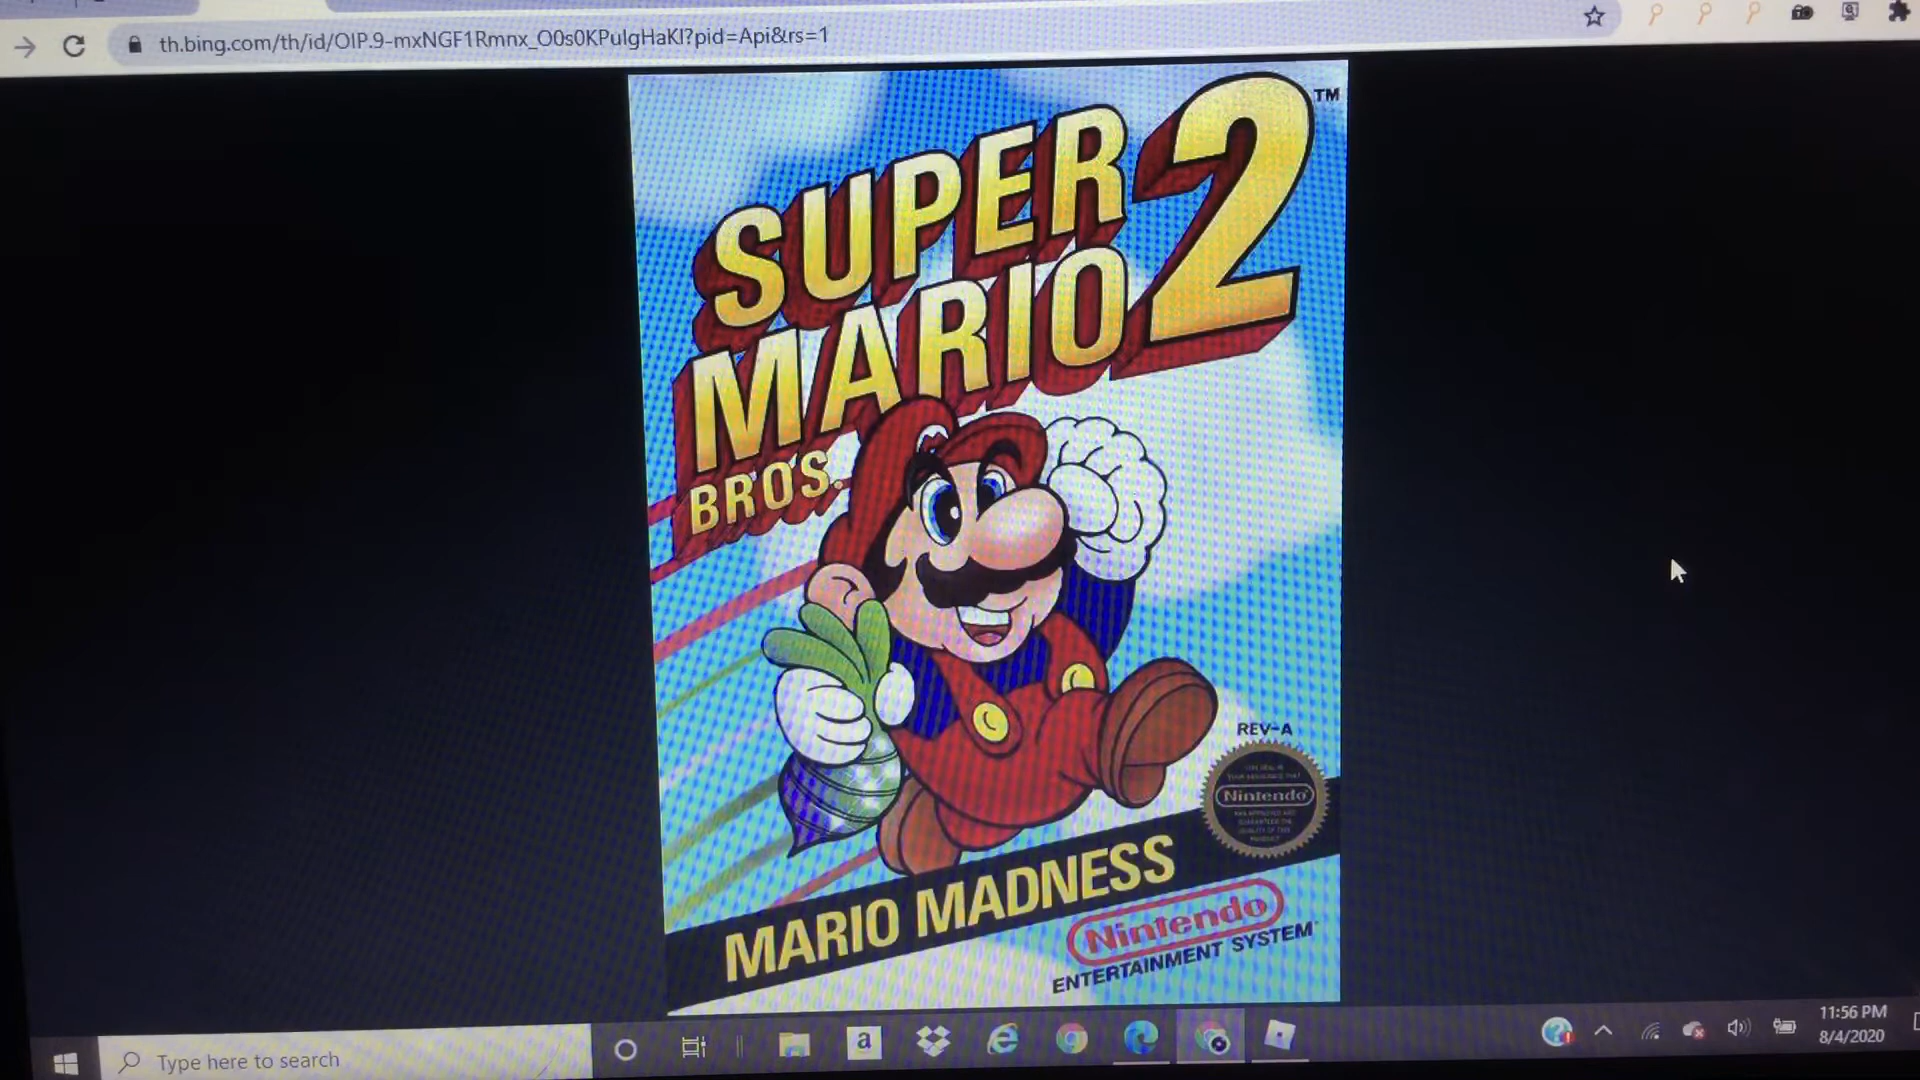 th.bing.com/th/id/OIP.9-mxNGF1Rmnx_O0s0KPuIgHaKl?pid=Api&rs=1
SUPER
MARIO
BROS.
2
TM
REV-A
Nintendo
MARIO MADNESS
Nintendo
ENTERTAINMENT SYSTEM
Type here to search
a
11:56 PM
8/4/2020